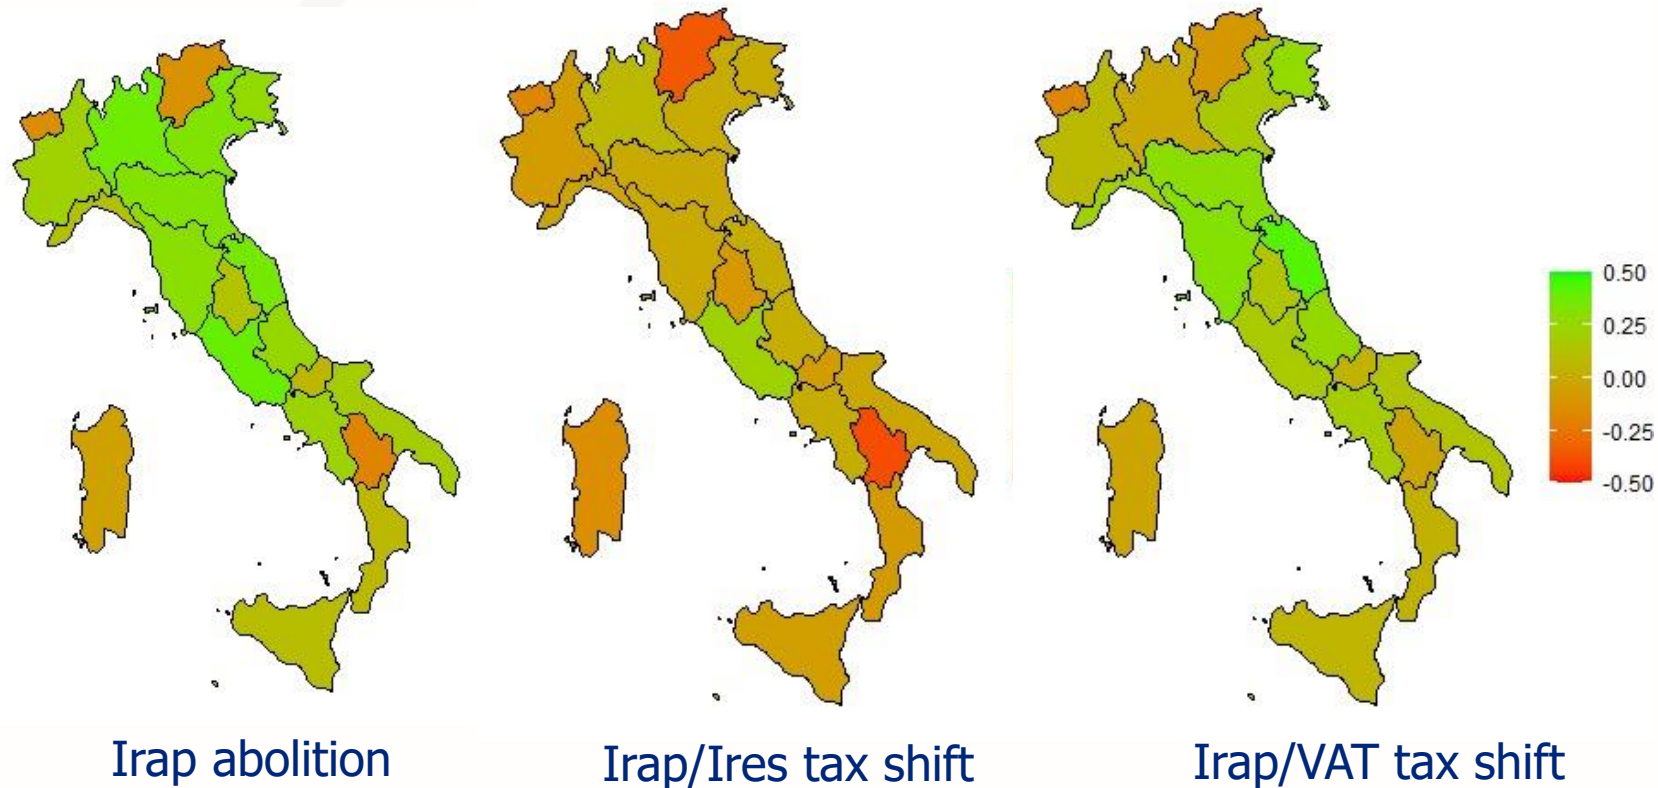 0.50
0.25
0.00
-0.25
-0.50
Irap abolition
Irap/Ires tax shift
Irap/VAT tax shift